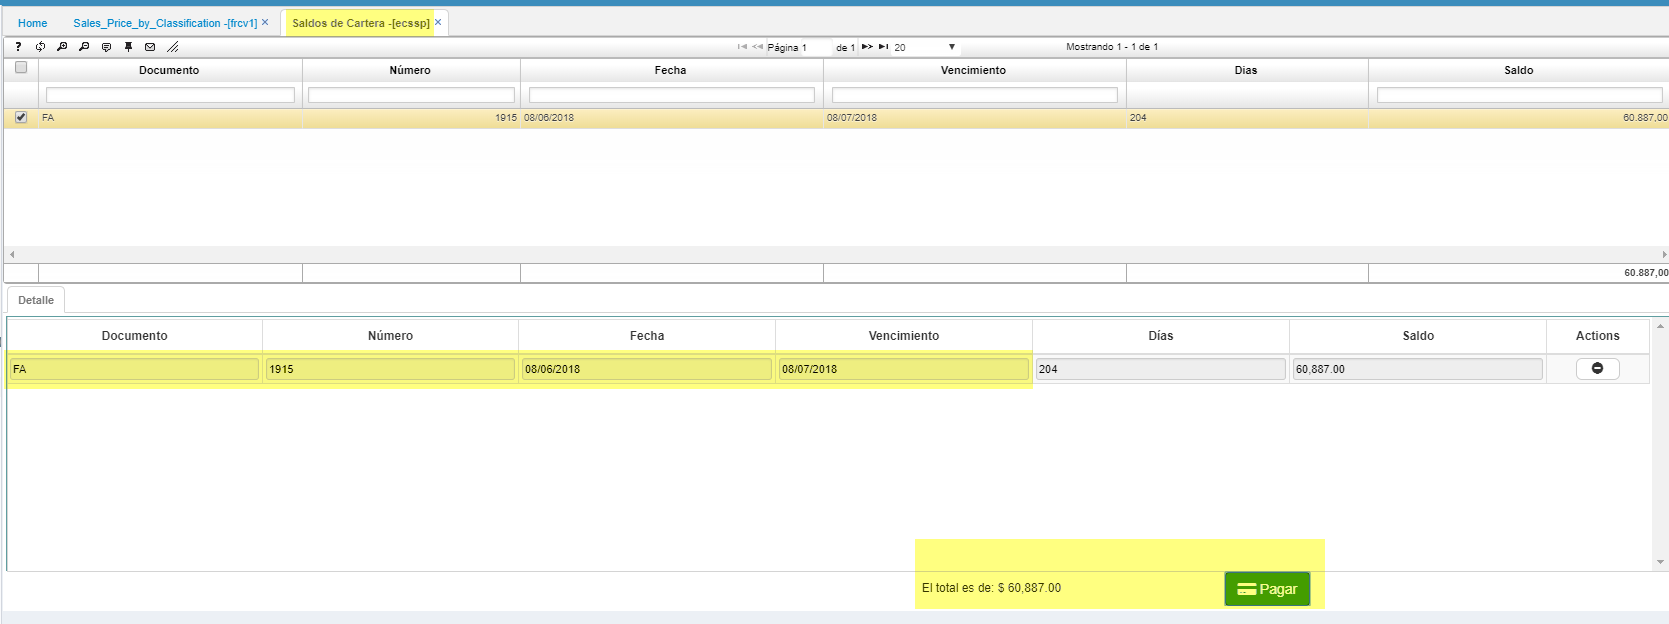 Home Sales_Price_by_Classification -[frcv1] × Saldos de Cartera -[ecssp] ×
? Página 1 de 1 20 Mostrando 1 - 1 de 1
Documento Número Fecha Vencimiento Dias Saldo
FA 1915 08/06/2018 08/07/2018 204 60.887,00
60.887,00
Detalle
Documento Número Fecha Vencimiento Días Saldo Actions
FA 1915 08/06/2018 08/07/2018 204 60,887.00
El total es de: $ 60,887.00 Pagar